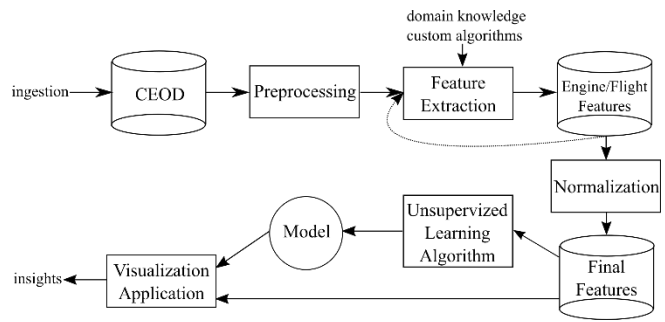 domain knowledge
custom algorithms
ingestion
CEOD
Preprocessing
Feature
Extraction
Engine/Flight
Features
Normalization
Unsupervized
Learning
Algorithm
Model
Final
Features
Visualization
Application
insights